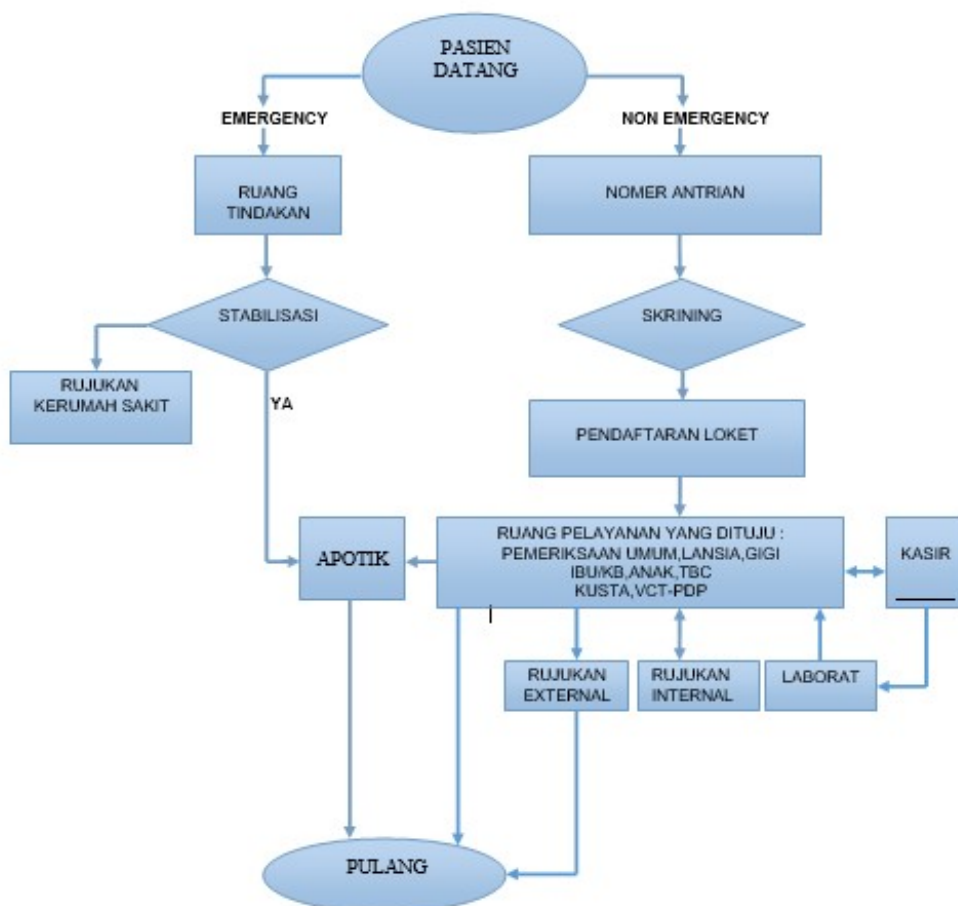 PASIEN
DATANG
EMERGENCY
NON EMERGENCY
RUANG
TINDAKAN
NOMER ANTRIAN
STABILISASI
SKRINING
RUJUKAN
KERUMAH SAKIT
YA
PENDAFTARAN LOKET
APOTIK
RUANG PELAYANAN YANG DITUJU :
PEMERIKSAAN UMUM,LANSIA,GIGI
IBU/KB,ANAK,TBC
KUSTA,VCT-PDP
KASIR
RUJUKAN
EXTERNAL
RUJUKAN
INTERNAL
LABORAT
PULANG